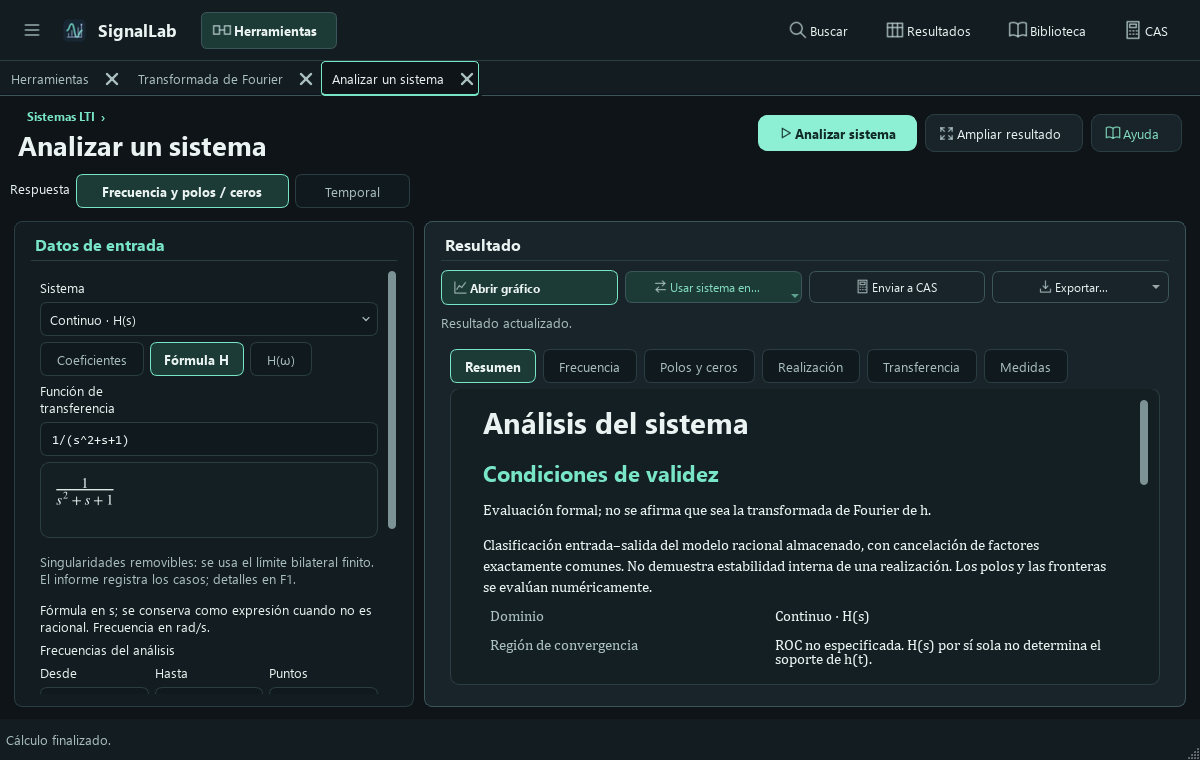 SignalLab
Herramientas
Buscar
Resultados
Biblioteca
CAS
Herramientas
Transformada de Fourier
Analizar un sistema
Sistemas LTI ›
Analizar un sistema
Analizar sistema
Ampliar resultado
Ayuda
Respuesta
Frecuencia y polos / ceros
Temporal
Datos de entrada
Sistema
Continuo · H(s)
Coeficientes
Fórmula H
H(ω)
Función de
transferencia
1/(s^2+s+1)
1
s² + s + 1
Singularidades removibles: se usa el límite bilateral finito.
El informe registra los casos; detalles en F1.
Fórmula en s; se conserva como expresión cuando no es
racional. Frecuencia en rad/s.
Frecuencias del análisis
Desde
Hasta
Puntos
Resultado
Abrir gráfico
Usar sistema en...
Enviar a CAS
Exportar...
Resultado actualizado.
Resumen
Frecuencia
Polos y ceros
Realización
Transferencia
Medidas
Análisis del sistema
Condiciones de validez
Evaluación formal; no se afirma que sea la transformada de Fourier de h.
Clasificación entrada–salida del modelo racional almacenado, con cancelación de factores
exactamente comunes. No demuestra estabilidad interna de una realización. Los polos y las fronteras
se evalúan numéricamente.
Dominio
Continuo · H(s)
Región de convergencia
ROC no especificada. H(s) por sí sola no determina el
soporte de h(t).
Cálculo finalizado.